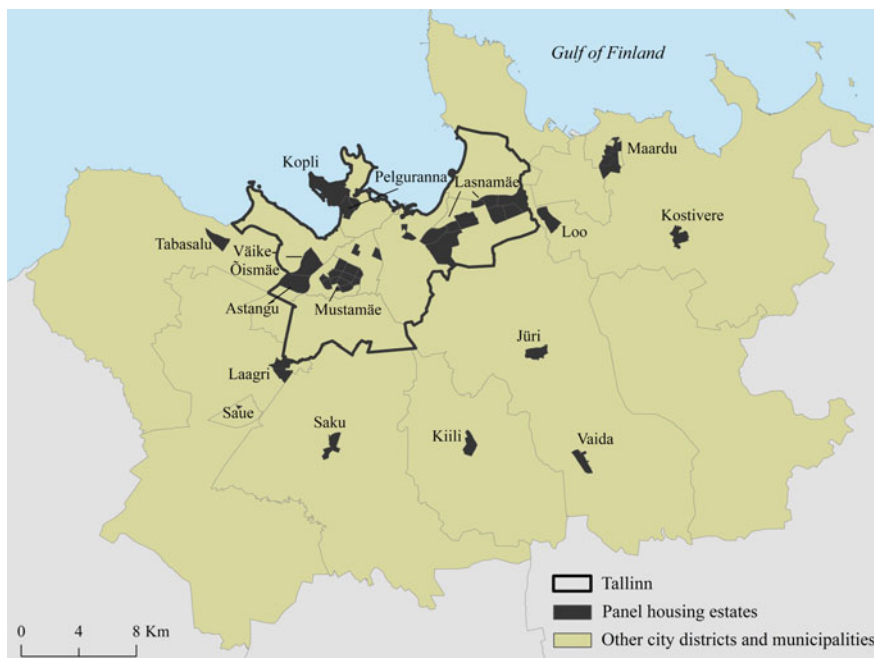 Gulf of Finland
Maardu
Kopli
Pelguranna
Lasnamäe
Kostivere
Loo
Tabasalu
Väike-
Õismäe
Astangu
Mustamäe
Jüri
Laagri
Saue
Saku
Kiili
Vaida
Tallinn
Panel housing estates
Other city districts and municipalities
0 4 8 Km